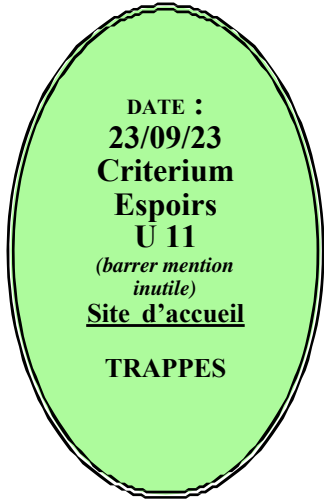 DATE :
23/09/23
Criterium
Espoirs
U 11
(barrer mention
inutile)
Site d'accueil
TRAPPES